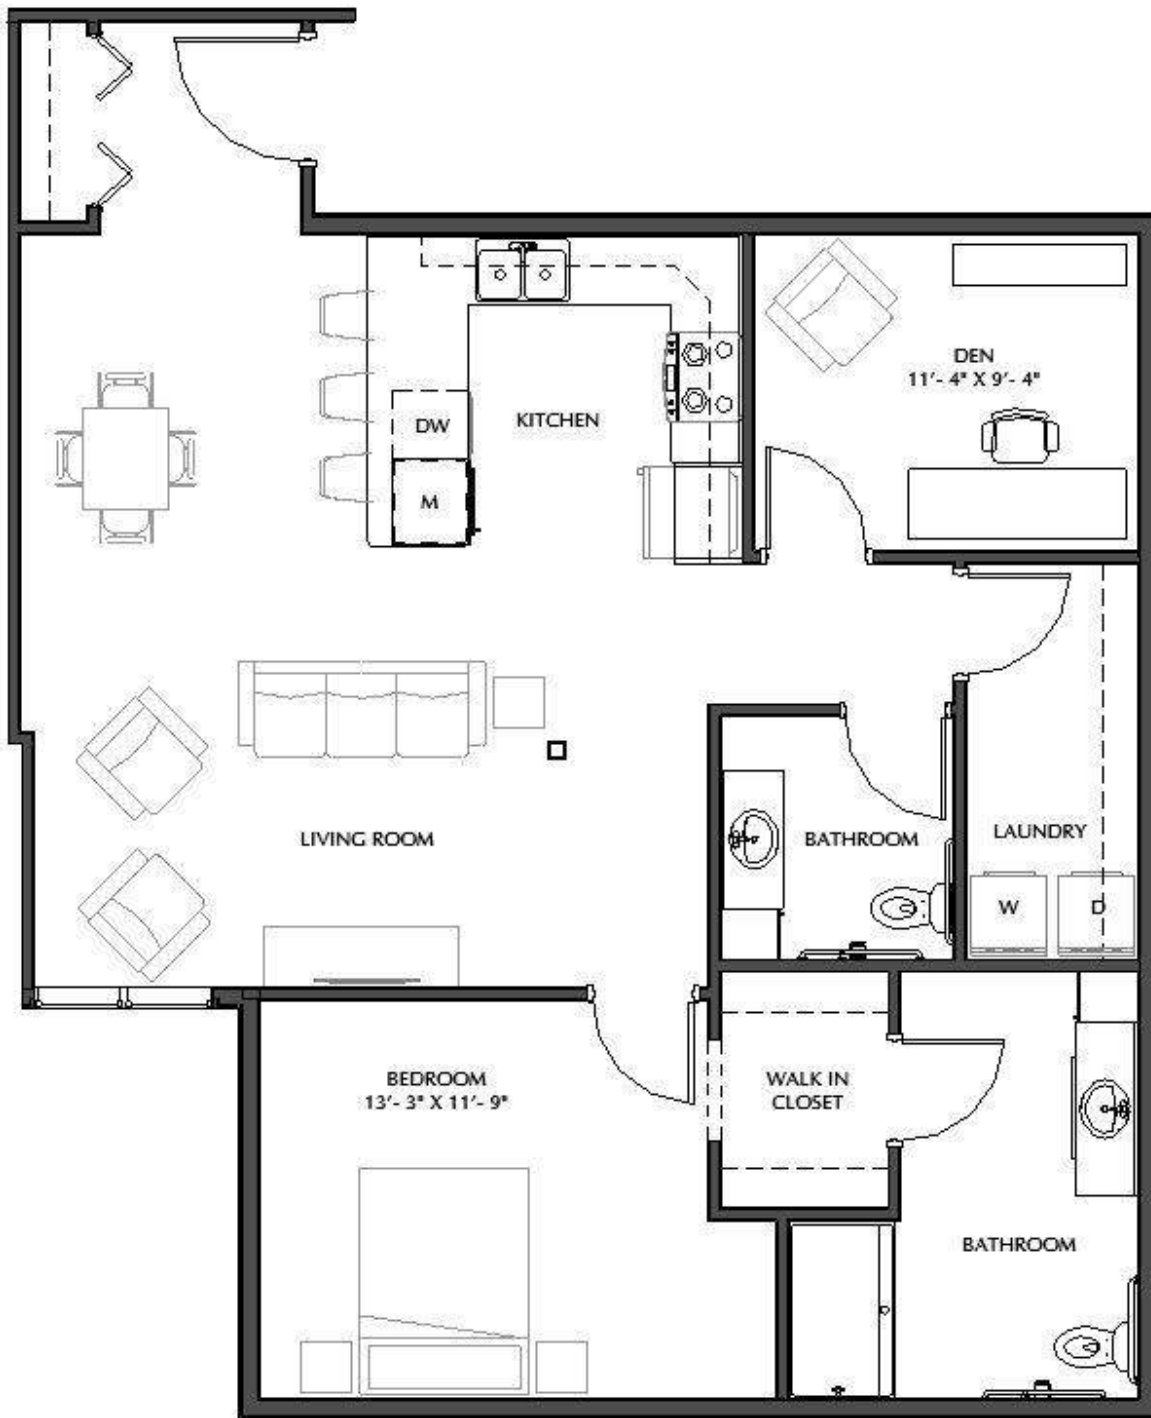 DEN
11'- 4" X 9'- 4"
KITCHEN
DW
M
LIVING ROOM
BATHROOM
LAUNDRY
W
D
BEDROOM
13'- 3" X 11'- 9"
WALK IN
CLOSET
BATHROOM